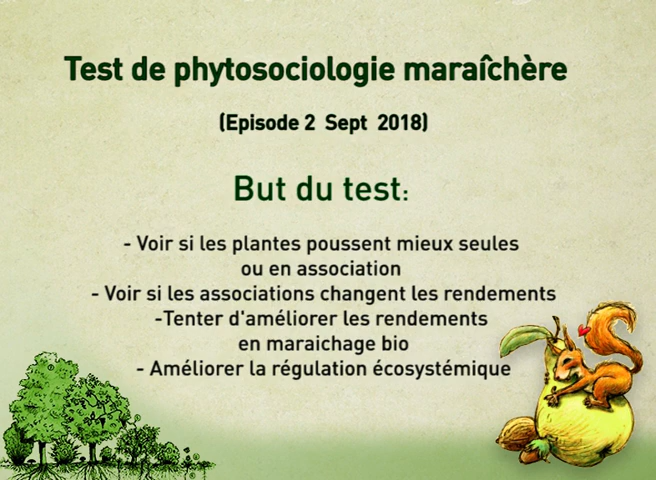 Test de phytosociologie maraîchère
(Episode 2 Sept 2018)
But du test:
- Voir si les plantes poussent mieux seules
ou en association
- Voir si les associations changent les rendements
-Tenter d'améliorer les rendements
en maraichage bio
- Améliorer la régulation écosystémique